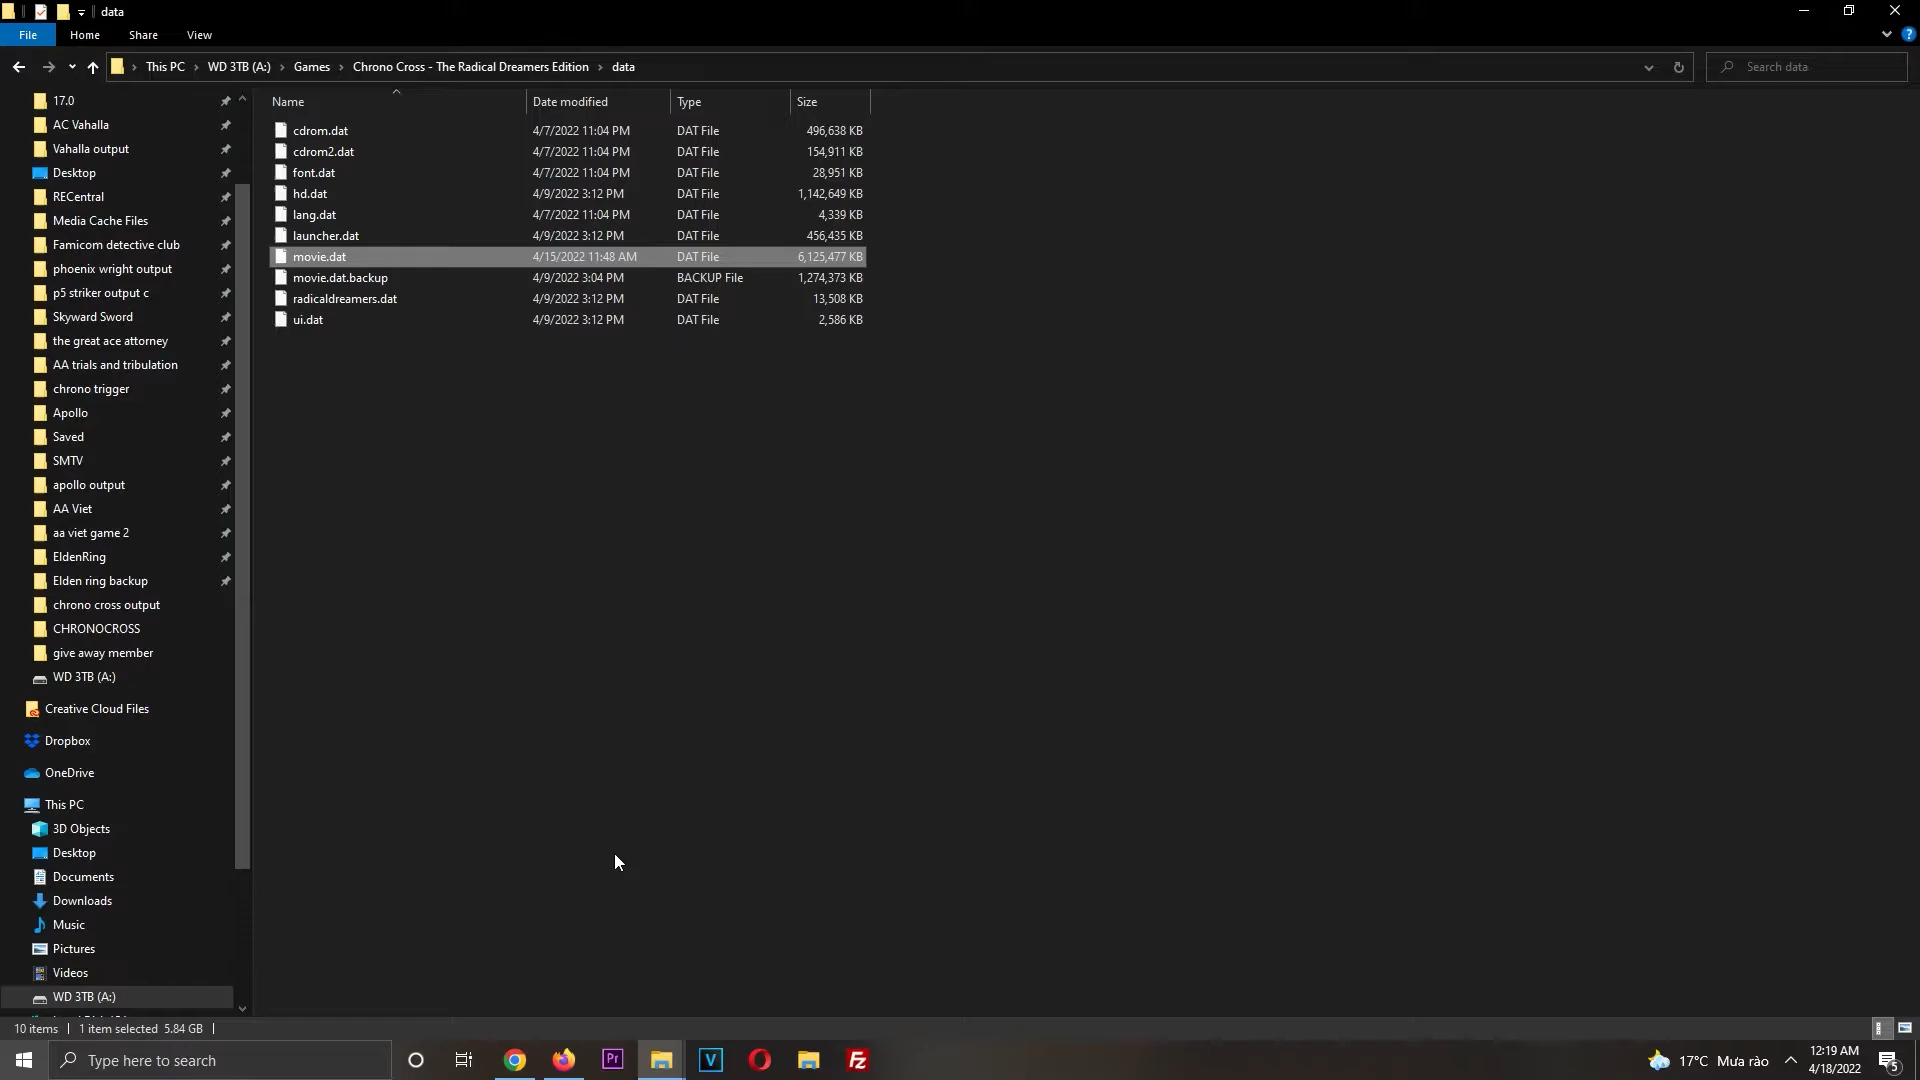 data
File Home Share View
This PC WD 3TB (A:) Games Chrono Cross - The Radical Dreamers Edition data Search data
Name Date modified Type Size
cdrom.dat 4/7/2022 11:04 PM DAT File 496,638 KB
cdrom2.dat 4/7/2022 11:04 PM DAT File 154,911 KB
font.dat 4/7/2022 11:04 PM DAT File 28,951 KB
hd.dat 4/9/2022 3:12 PM DAT File 1,142,649 KB
lang.dat 4/7/2022 11:04 PM DAT File 4,339 KB
launcher.dat 4/9/2022 3:12 PM DAT File 456,435 KB
movie.dat 4/15/2022 11:48 AM DAT File 6,125,477 KB
movie.dat.backup 4/9/2022 3:04 PM BACKUP File 1,274,373 KB
radicaldreamers.dat 4/9/2022 3:12 PM DAT File 13,508 KB
ui.dat 4/9/2022 3:12 PM DAT File 2,586 KB
17.0
AC Vahalla
Vahalla output
Desktop
RECentral
Media Cache Files
Famicom detective club
phoenix wright output
p5 striker output c
Skyward Sword
the great ace attorney
AA trials and tribulation
chrono trigger
Apollo
Saved
SMTV
apollo output
AA Viet
aa viet game 2
EldenRing
Elden ring backup
chrono cross output
CHRONOCROSS
give away member
WD 3TB (A:)
Creative Cloud Files
Dropbox
OneDrive
This PC
3D Objects
Desktop
Documents
Downloads
Music
Pictures
Videos
WD 3TB (A:)
10 items 1 item selected 5.84 GB
Type here to search
Pr
V
Fz
17°C Mưa rào
12:19 AM
4/18/2022
5